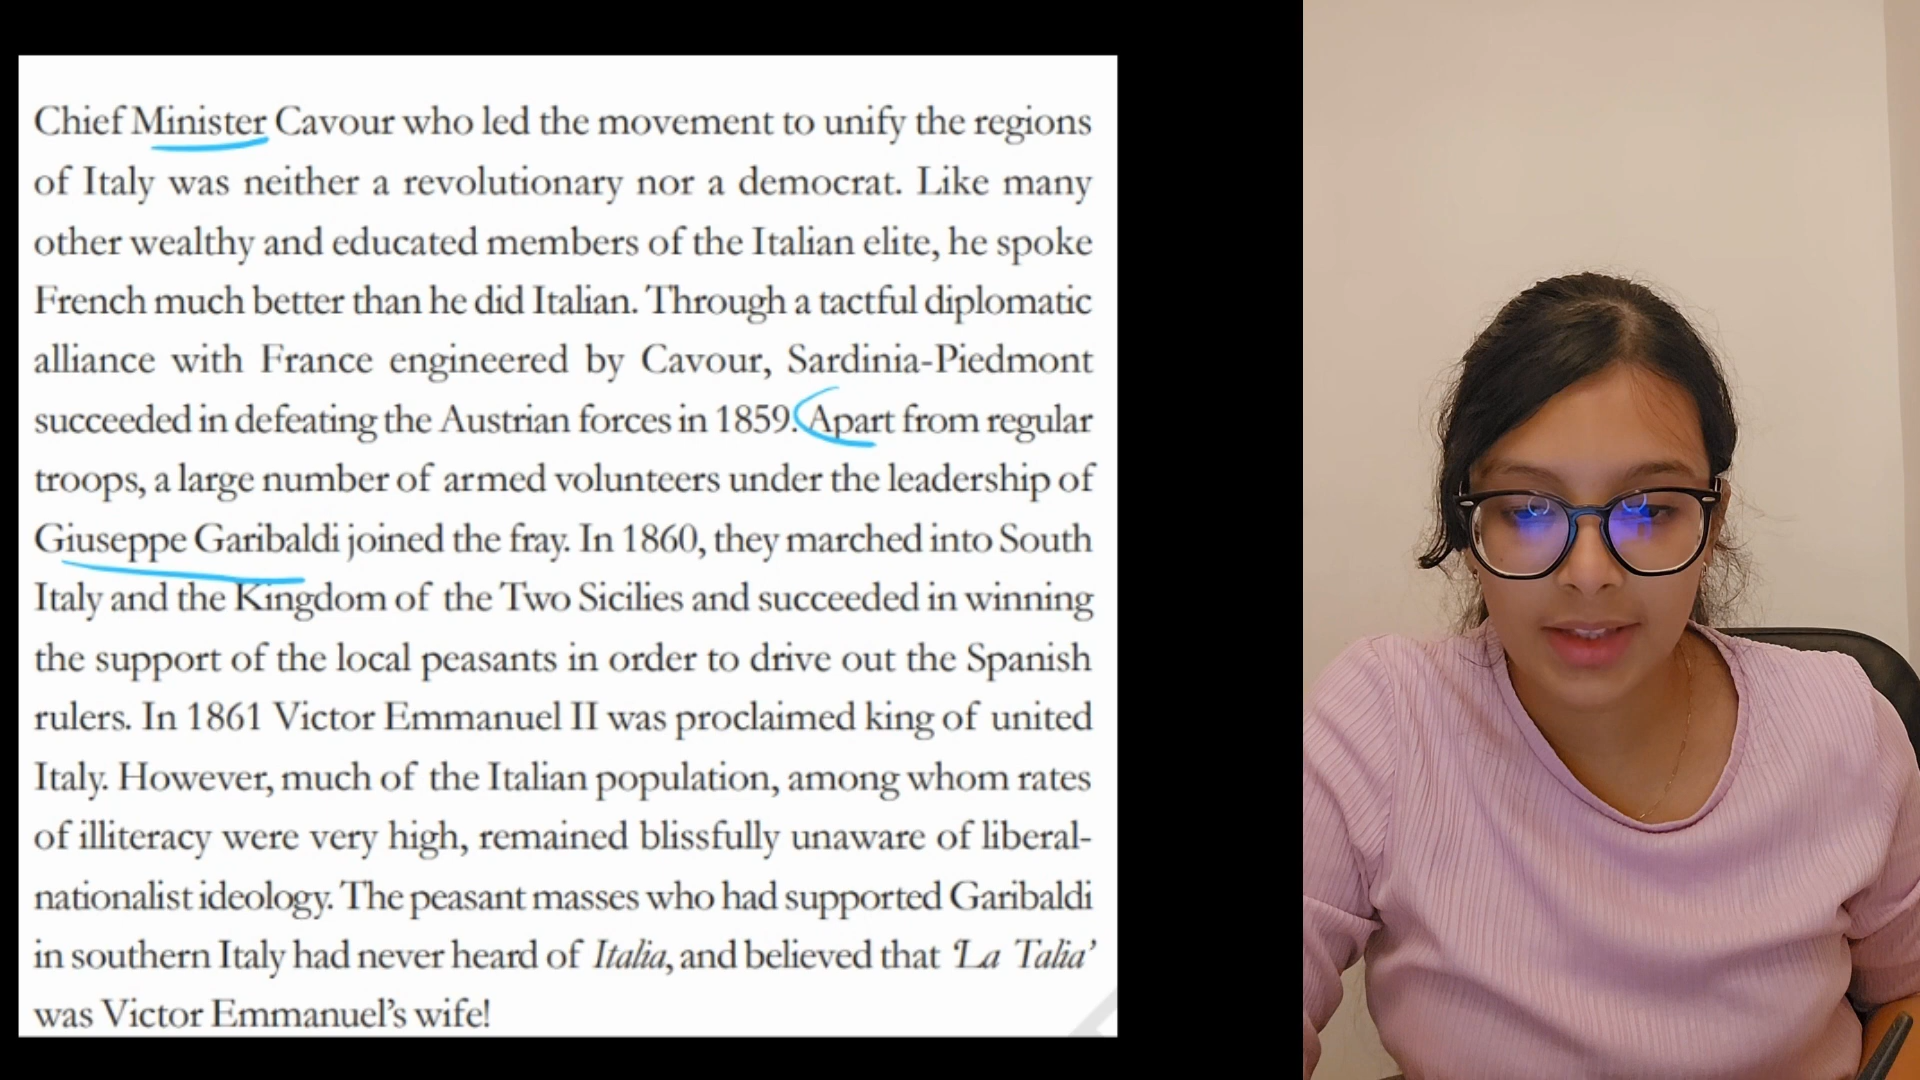 Chief Minister Cavour who led the movement to unify the regions
of Italy was neither a revolutionary nor a democrat. Like many
other wealthy and educated members of the Italian elite, he spoke
French much better than he did Italian. Through a tactful diplomatic
alliance with France engineered by Cavour, Sardinia-Piedmont
succeeded in defeating the Austrian forces in 1859. Apart from regular
troops, a large number of armed volunteers under the leadership of
Giuseppe Garibaldi joined the fray. In 1860, they marched into South
Italy and the Kingdom of the Two Sicilies and succeeded in winning
the support of the local peasants in order to drive out the Spanish
rulers. In 1861 Victor Emmanuel II was proclaimed king of united
Italy. However, much of the Italian population, among whom rates
of illiteracy were very high, remained blissfully unaware of liberal-
nationalist ideology. The peasant masses who had supported Garibaldi
in southern Italy had never heard of Italia, and believed that ‘La Talia’
was Victor Emmanuel’s wife!